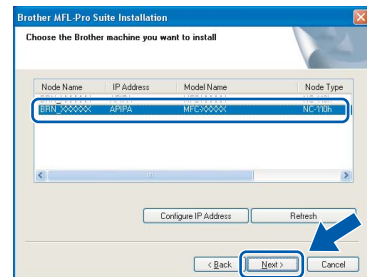 Brother MFL-Pro Suite Installation
Choose the Brother machine you want to install
Node Name IP Address Model Name Node Type
BRN_XXXXXX APIPA MFC-XXXXX NC-110h
Configure IP Address Refresh
< Back Next > Cancel